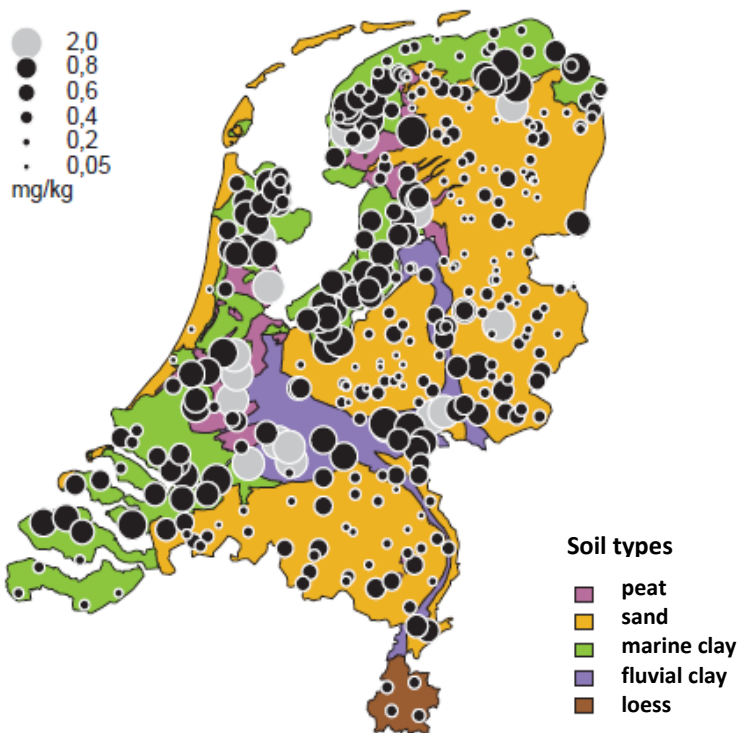 2,0
0,8
0,6
0,4
0,2
0,05
mg/kg
Soil types
peat
sand
marine clay
fluvial clay
loess